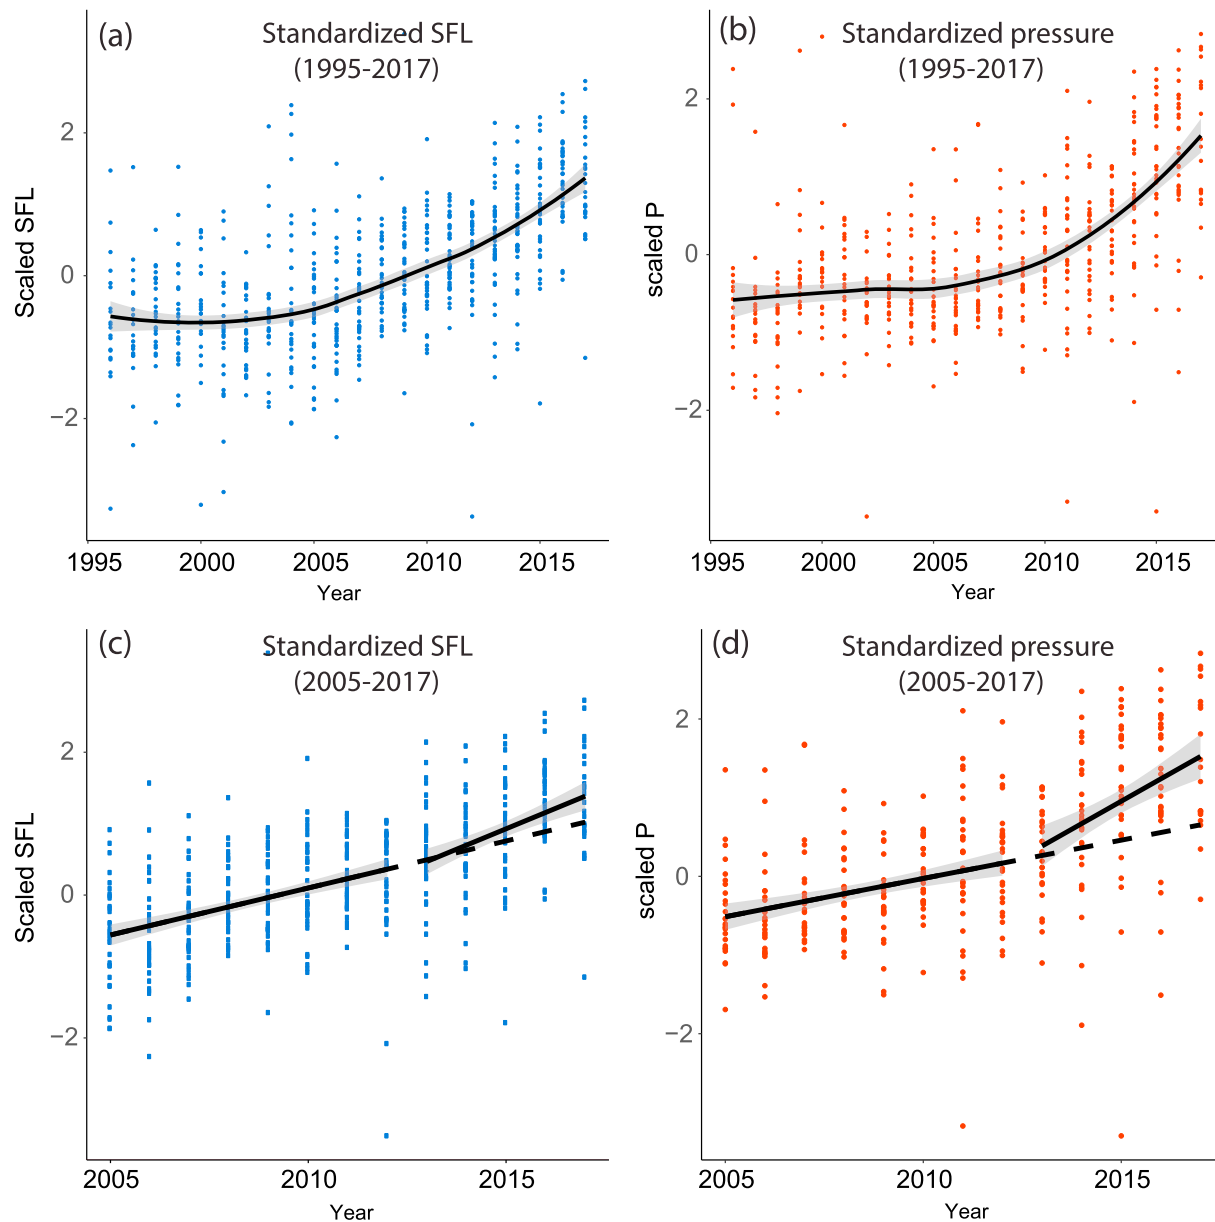 (a)
Standardized SFL
(1995-2017)
Scaled SFL
2
0
−2
1995 2000 2005 2010 2015
Year
(b)
Standardized pressure
(1995-2017)
scaled P
2
0
−2
1995 2000 2005 2010 2015
Year
(c)
Standardized SFL
(2005-2017)
Scaled SFL
2
0
−2
2005 2010 2015
Year
(d)
Standardized pressure
(2005-2017)
scaled P
2
0
−2
2005 2010 2015
Year